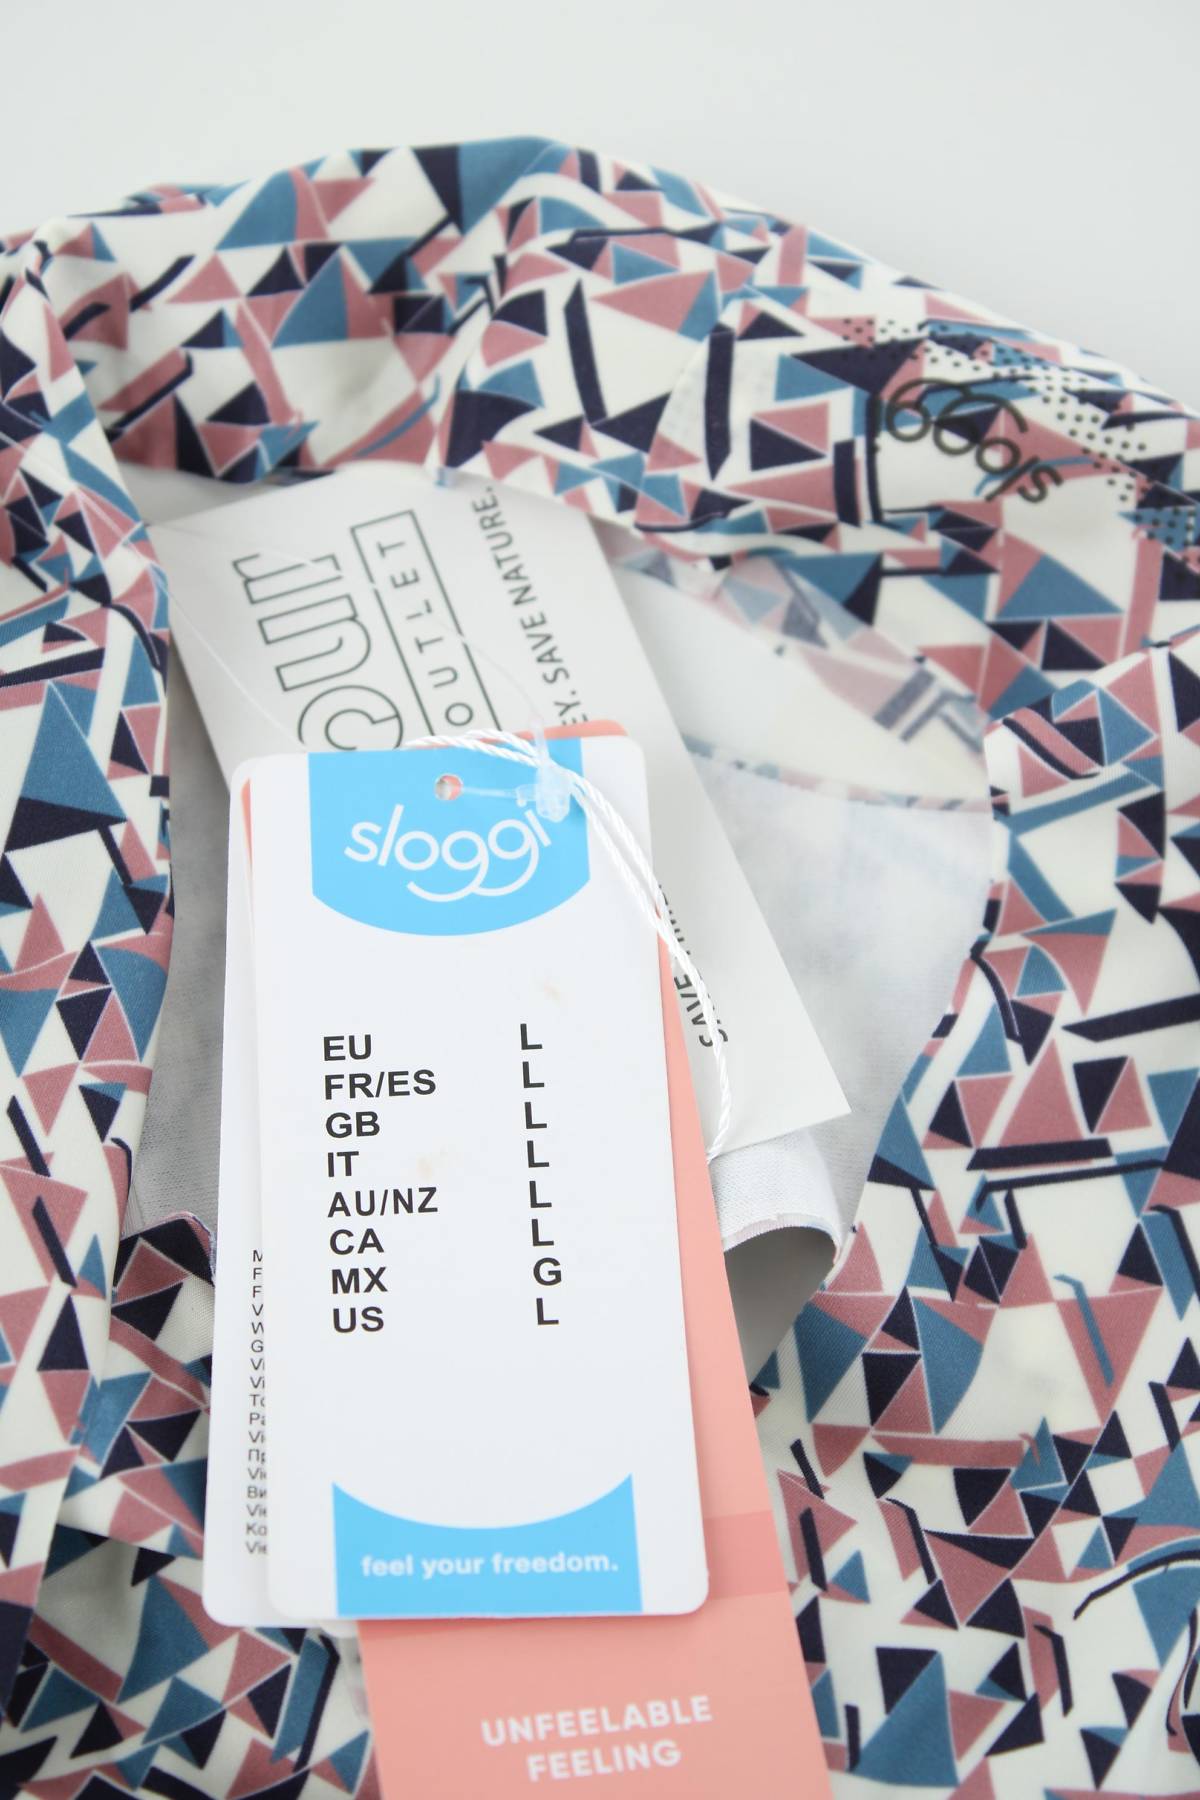 sloggi
OUTLET
EY, SAVE NATURE.
sloggi
EU L
FR/ES L
GB L
IT L
AU/NZ L
CA L
MX G
US L
feel your freedom.
UNFEELABLE
FEELING